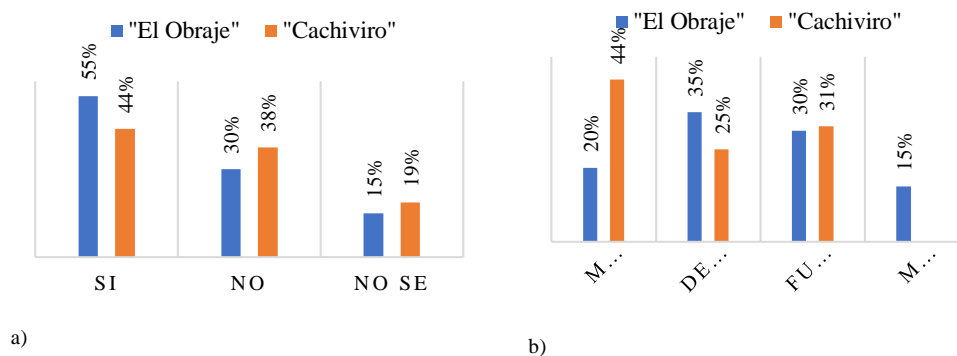 "El Obraje" "Cachiviro"
55% 44% 30% 38% 15% 19%
SI NO NO SE
a)
"El Obraje" "Cachiviro"
20% 44% 35% 25% 30% 31% 15%
M... DE... FU... M...
b)